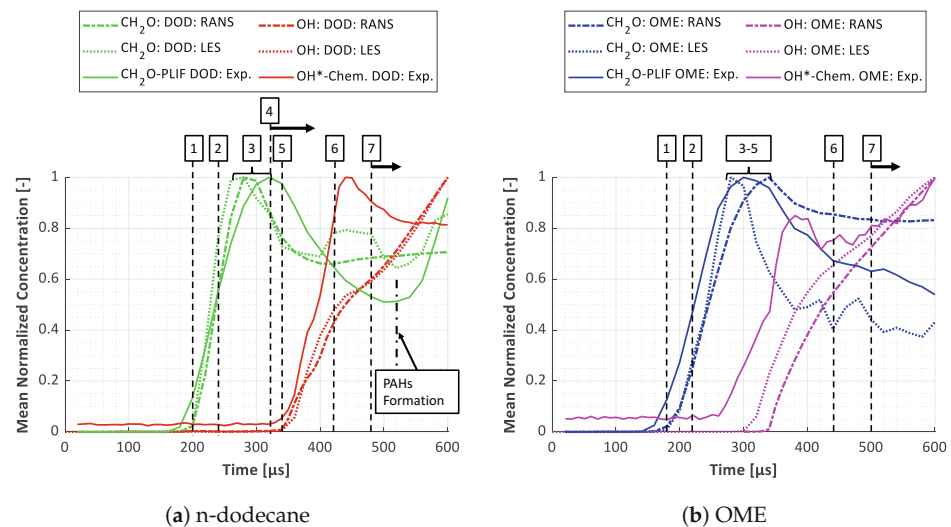 CH2O: DOD: RANS
CH2O: DOD: LES
CH2O-PLIF DOD: Exp.
OH: DOD: RANS
OH: DOD: LES
OH*-Chem. DOD: Exp.
4
1
2
3
5
6
7
Mean Normalized Concentration [-]
1
0.8
0.6
0.4
0.2
0
PAHs
Formation
0
100
200
300
400
500
600
Time [µs]
(a) n-dodecane
CH2O: OME: RANS
CH2O: OME: LES
CH2O-PLIF OME: Exp.
OH: OME: RANS
OH: OME: LES
OH*-Chem. OME: Exp.
1
2
3-5
6
7
Mean Normalized Concentration [-]
1
0.8
0.6
0.4
0.2
0
0
100
200
300
400
500
600
Time [µs]
(b) OME